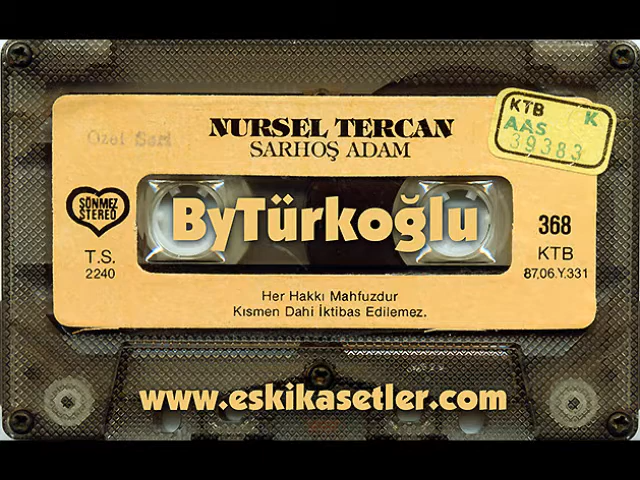 KTB K
AAS
39383
Özel Seri
NURSEL TERCAN
SARHOŞ ADAM
SÖNMEZ
STEREO
ByTürkoğlu
368
T.S.
2240
KTB
87.06.Y.331
Her Hakkı Mahfuzdur
Kısmen Dahi İktibas Edilemez.
www.eskikasetler.com